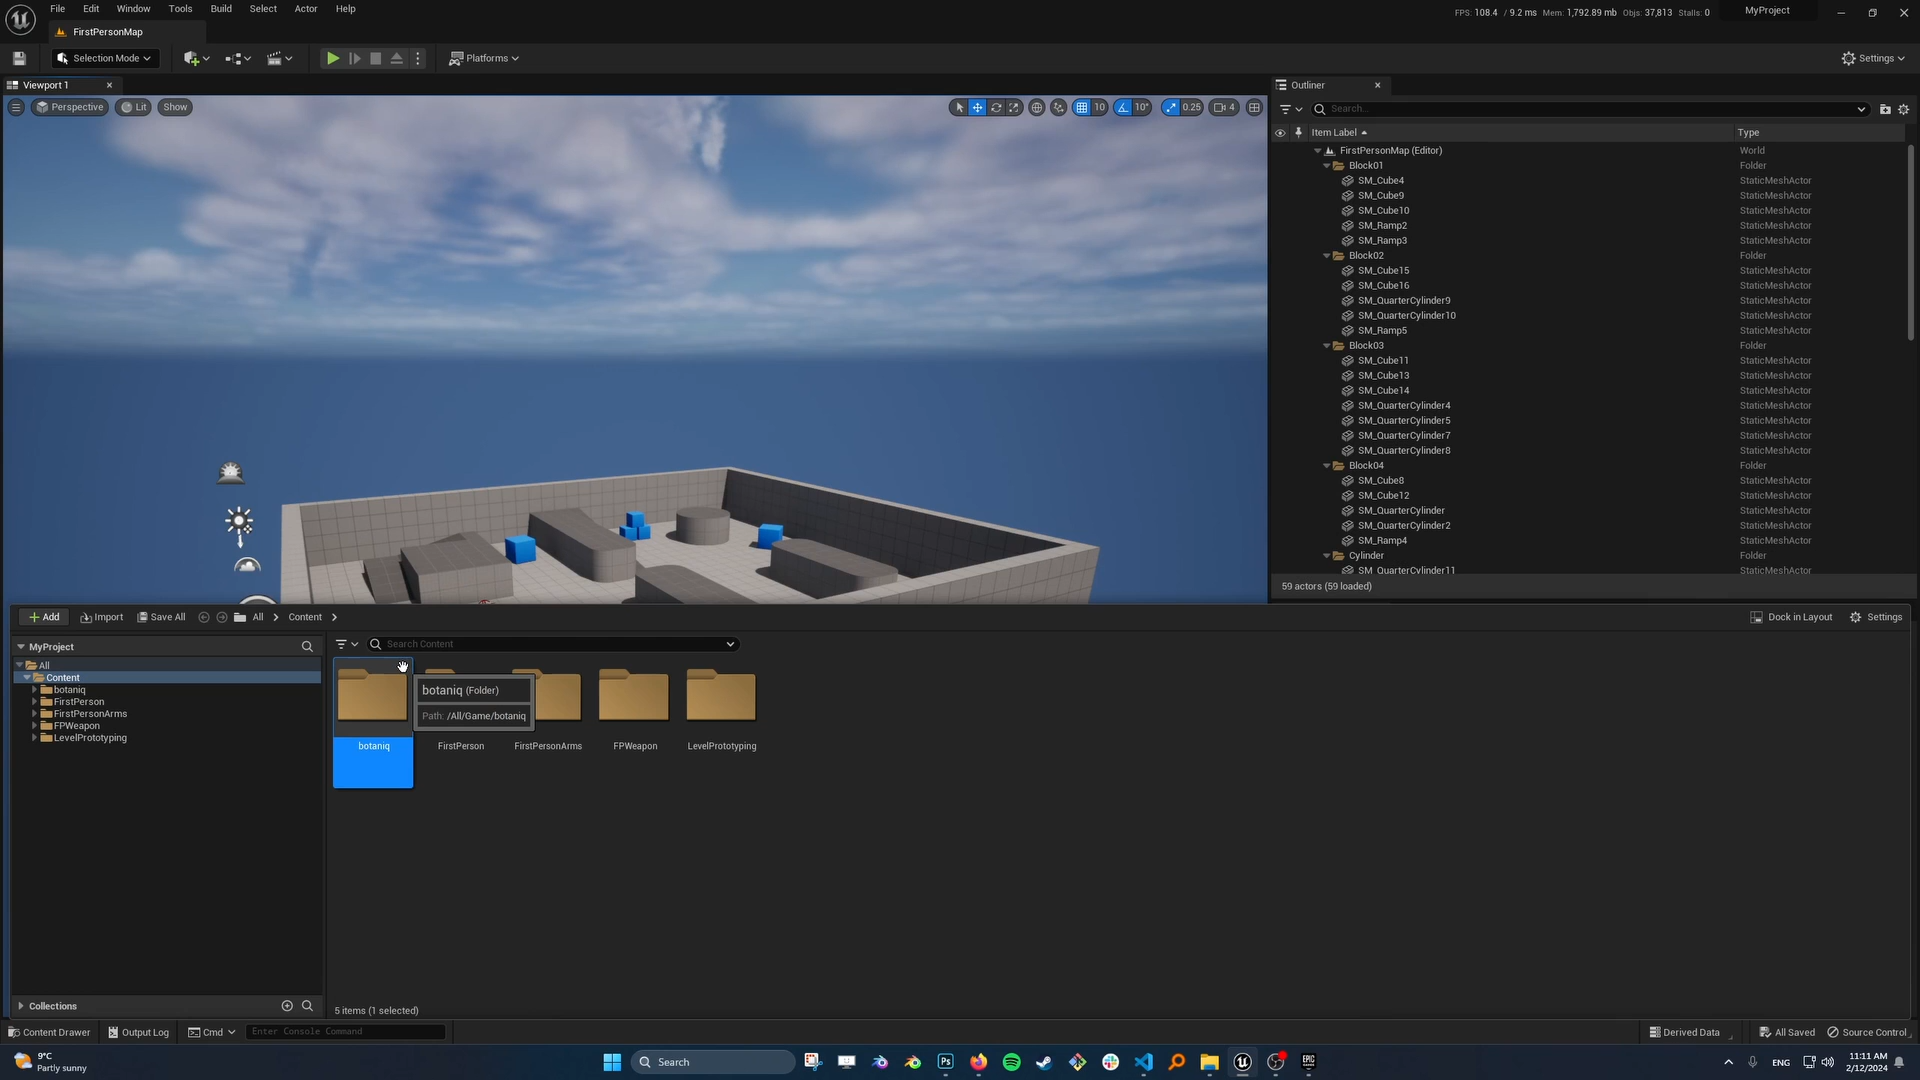 File Edit Window Tools Build Select Actor Help
FPS: 108.4 / 9.2 ms Mem: 1,792.89 mb Objs: 37,813 Stalls: 0
MyProject
FirstPersonMap
Selection Mode
Platforms
Settings
Viewport 1
Perspective Lit Show
10 10° 0.25 4
Outliner
Search...
Item Label Type
FirstPersonMap (Editor) World
Block01 Folder
SM_Cube4 StaticMeshActor
SM_Cube9 StaticMeshActor
SM_Cube10 StaticMeshActor
SM_Ramp2 StaticMeshActor
SM_Ramp3 StaticMeshActor
Block02 Folder
SM_Cube15 StaticMeshActor
SM_Cube16 StaticMeshActor
SM_QuarterCylinder9 StaticMeshActor
SM_QuarterCylinder10 StaticMeshActor
SM_Ramp5 StaticMeshActor
Block03 Folder
SM_Cube11 StaticMeshActor
SM_Cube13 StaticMeshActor
SM_Cube14 StaticMeshActor
SM_QuarterCylinder4 StaticMeshActor
SM_QuarterCylinder5 StaticMeshActor
SM_QuarterCylinder7 StaticMeshActor
SM_QuarterCylinder8 StaticMeshActor
Block04 Folder
SM_Cube8 StaticMeshActor
SM_Cube12 StaticMeshActor
SM_QuarterCylinder StaticMeshActor
SM_QuarterCylinder2 StaticMeshActor
SM_Ramp4 StaticMeshActor
Cylinder Folder
SM_QuarterCylinder11 StaticMeshActor
59 actors (59 loaded)
Add Import Save All All Content
Dock in Layout Settings
MyProject
All
Content
botaniq
FirstPerson
FirstPersonArms
FPWeapon
LevelPrototyping
Search Content
botaniq (Folder)
Path: /All/Game/botaniq
botaniq FirstPerson FirstPersonArms FPWeapon LevelPrototyping
Collections
5 items (1 selected)
Content Drawer Output Log Cmd Enter Console Command
Derived Data All Saved Source Control
9°C
Partly sunny
Search
Ps
EPIC
ENG
11:11 AM
2/12/2024